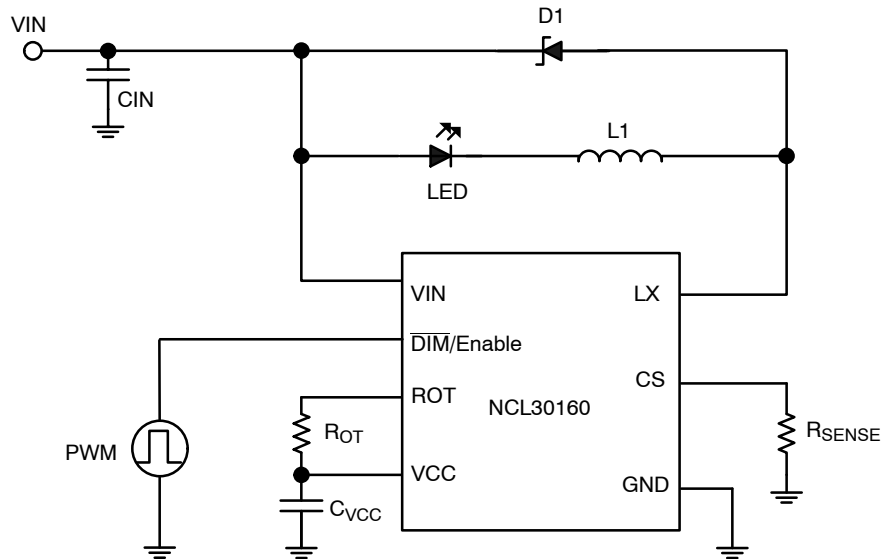 VIN
D1
CIN
L1
LED
VIN
LX
DIM/Enable
CS
ROT
NCL30160
ROT
RSENSE
PWM
VCC
GND
CVCC